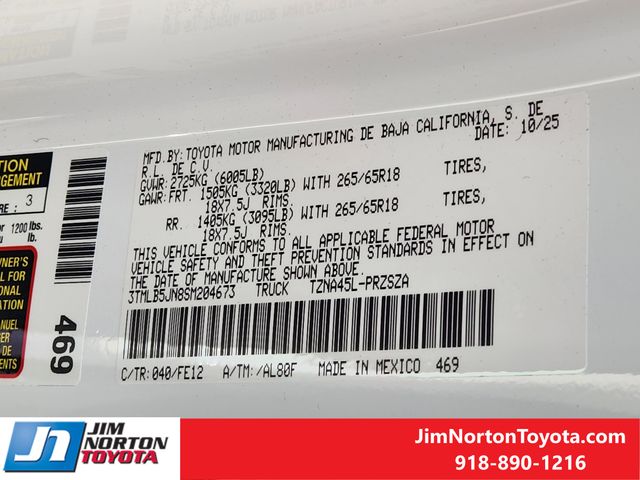 MFD. BY: TOYOTA MOTOR MANUFACTURING DE BAJA CALIFORNIA, S. DE
R.L. DE C.V. DATE: 10/25
GVWR: 2725KG (6005LB)
GAWR: FRT. 1505KG (3320LB) WITH 265/65R18 TIRES,
18X7.5J RIMS.
RR. 1405KG (3095LB) WITH 265/65R18 TIRES,
18X7.5J RIMS.
THIS VEHICLE CONFORMS TO ALL APPLICABLE FEDERAL MOTOR
VEHICLE SAFETY AND THEFT PREVENTION STANDARDS IN EFFECT ON
THE DATE OF MANUFACTURE SHOWN ABOVE.
3TMLB5JN8SM204673 TRUCK TZNA45L-PRZSZA
C/TR: 040/FE12 A/TM: /AL80F MADE IN MEXICO 469
3
1200 lbs.
lb.
469
JIM
NORTON
TOYOTA
JimNortonToyota.com
918-890-1216